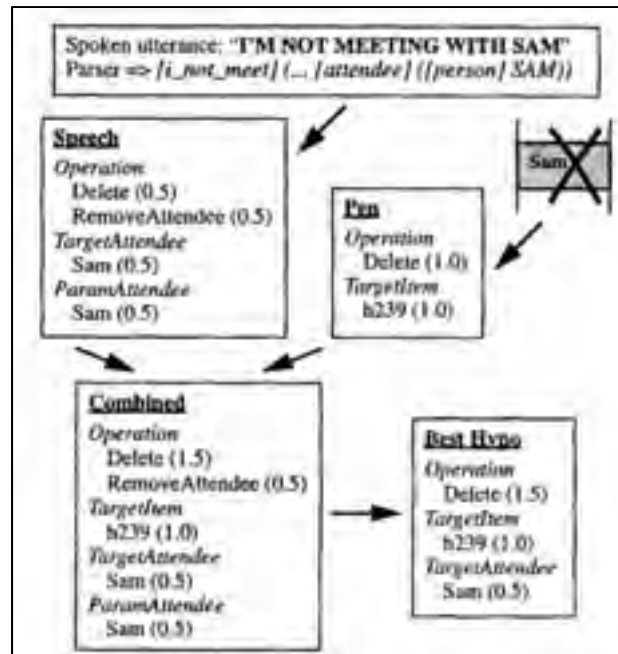 Spoken utterance: "I'M NOT MEETING WITH SAM"
Parser => [i_not_meet] (... [attendee] ([person] SAM))
Speech
Operation
Delete (0.5)
RemoveAttendee (0.5)
TargetAttendee
Sam (0.5)
ParamAttendee
Sam (0.5)
Sam
Pen
Operation
Delete (1.0)
TargetItem
h239 (1.0)
Combined
Operation
Delete (1.5)
RemoveAttendee (0.5)
TargetItem
h239 (1.0)
TargetAttendee
Sam (0.5)
ParamAttendee
Sam (0.5)
Best Hypo
Operation
Delete (1.5)
TargetItem
h239 (1.0)
TargetAttendee
Sam (0.5)